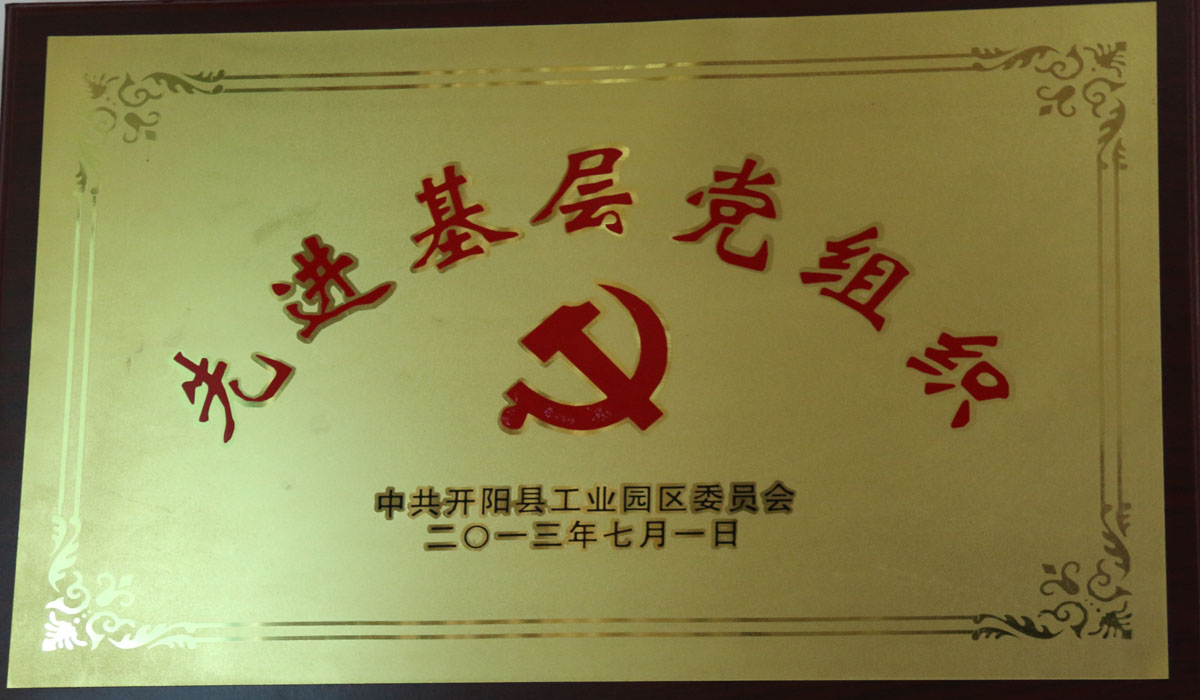 先进基层党组织
中共开阳县工业园区委员会
二〇一三年七月一日